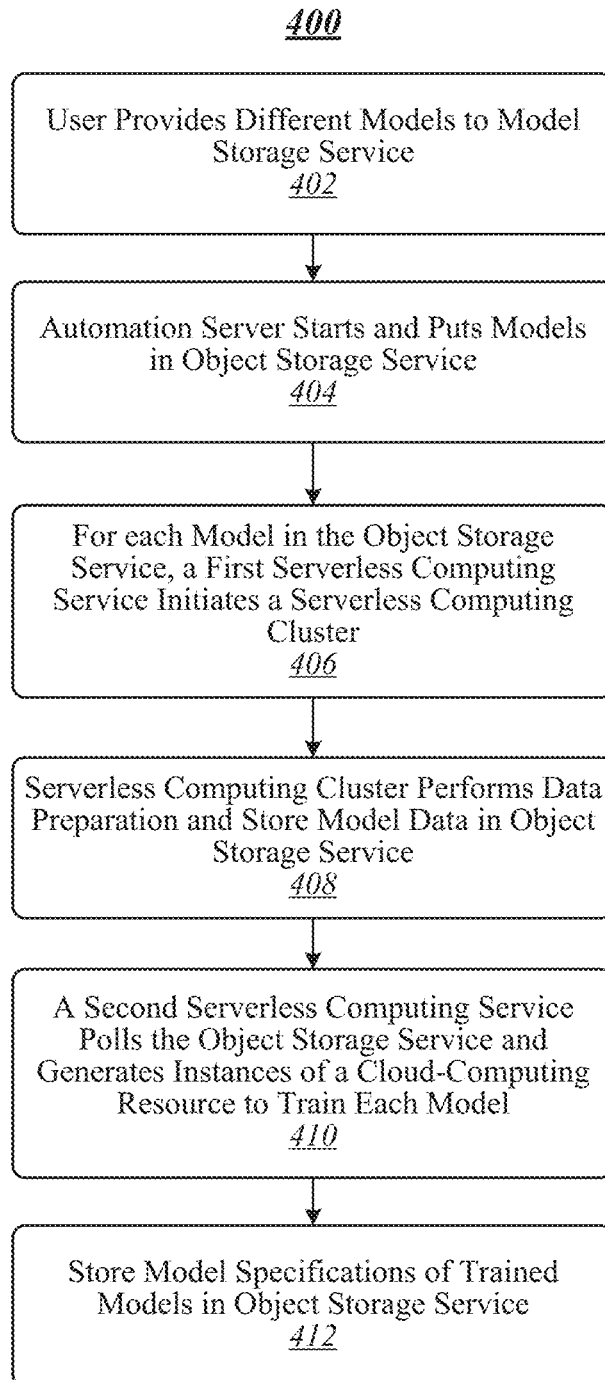 400
User Provides Different Models to Model
Storage Service
402
Automation Server Starts and Puts Models
in Object Storage Service
404
For each Model in the Object Storage
Service, a First Serverless Computing
Service Initiates a Serverless Computing
Cluster
406
Serverless Computing Cluster Performs Data
Preparation and Store Model Data in Object
Storage Service
408
A Second Serverless Computing Service
Polls the Object Storage Service and
Generates Instances of a Cloud-Computing
Resource to Train Each Model
410
Store Model Specifications of Trained
Models in Object Storage Service
412